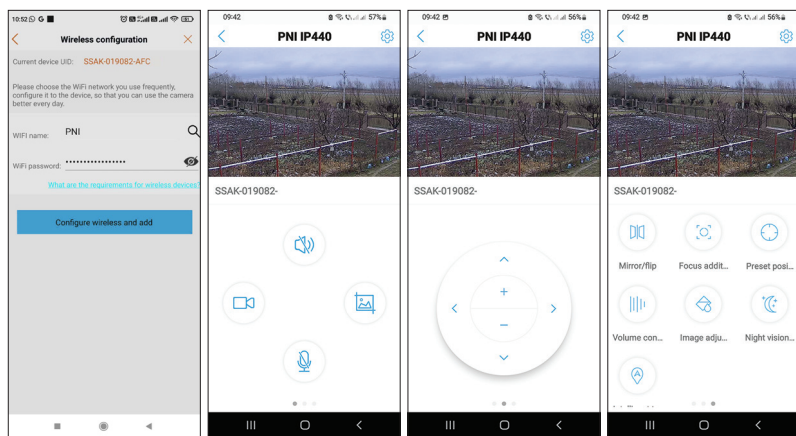 10:52
Wireless configuration
Current device UID: SSAK-019082-AFC
Please choose the WiFi network you use frequently,
configure it to the device, so that you can use the camera
better every day.
WIFI name: PNI
WiFi password: •••••••••••••••••
What are the requirements for wireless devices?
Configure wireless and add
09:42 57%
PNI IP440
SSAK-019082-
09:42 56%
PNI IP440
SSAK-019082-
09:42 56%
PNI IP440
SSAK-019082-
Mirror/flip Focus addit... Preset posi...
Volume con... Image adju... Night vision...